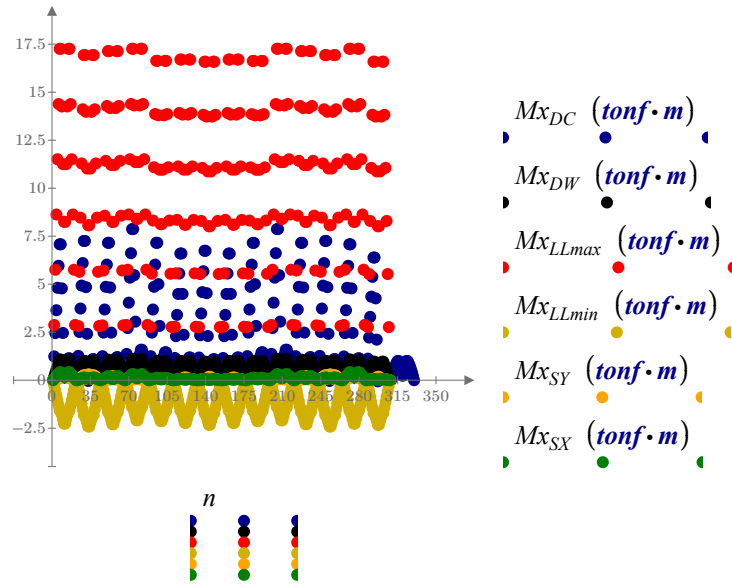 17.5
15
12.5
10
7.5
5
2.5
0
−2.5
0 35 70 105 140 175 210 245 280 315 350
Mx_DC (tonf·m)
Mx_DW (tonf·m)
Mx_LLmax (tonf·m)
Mx_LLmin (tonf·m)
Mx_SY (tonf·m)
Mx_SX (tonf·m)
n